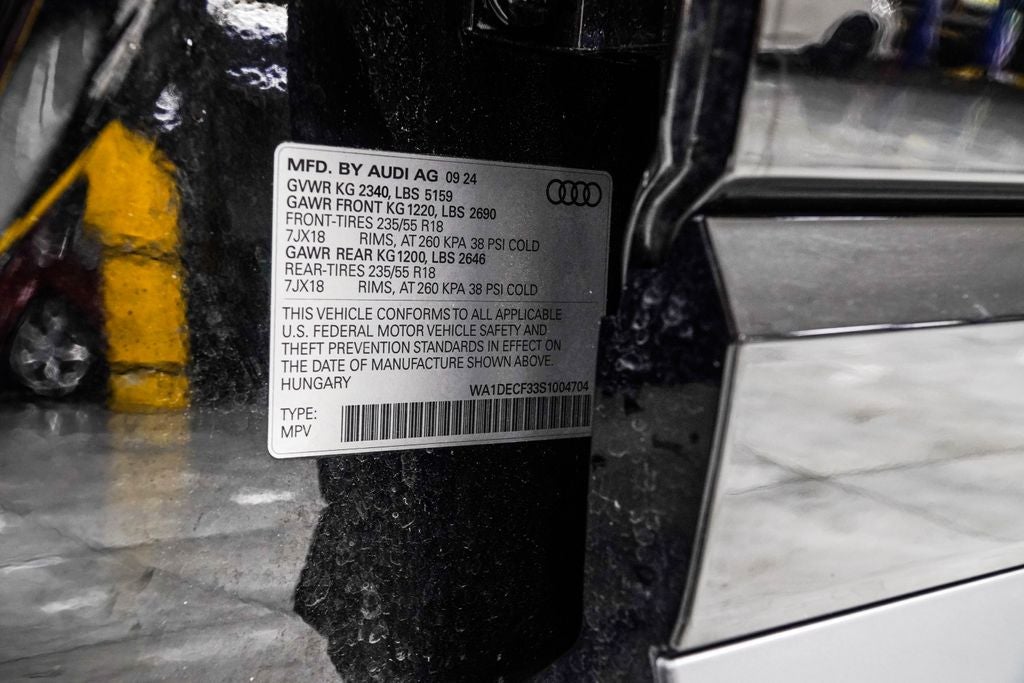 MFD. BY AUDI AG 09 24
GVWR KG 2340, LBS 5159
GAWR FRONT KG 1220, LBS 2690
FRONT-TIRES 235/55 R18
7JX18 RIMS, AT 260 KPA 38 PSI COLD
GAWR REAR KG1200, LBS 2646
REAR-TIRES 235/55 R18
7JX18 RIMS, AT 260 KPA 38 PSI COLD
THIS VEHICLE CONFORMS TO ALL APPLICABLE
U.S. FEDERAL MOTOR VEHICLE SAFETY AND
THEFT PREVENTION STANDARDS IN EFFECT ON
THE DATE OF MANUFACTURE SHOWN ABOVE.
HUNGARY WA1DECF33S1004704
TYPE:
MPV